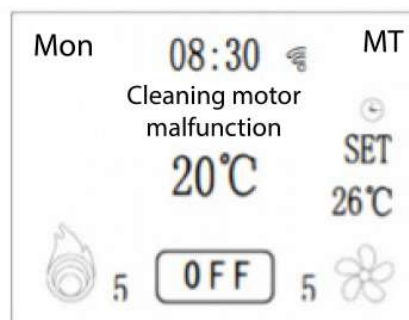 Mon 08:30 MT
Cleaning motor
malfunction
SET
20℃
26℃
5 OFF 5